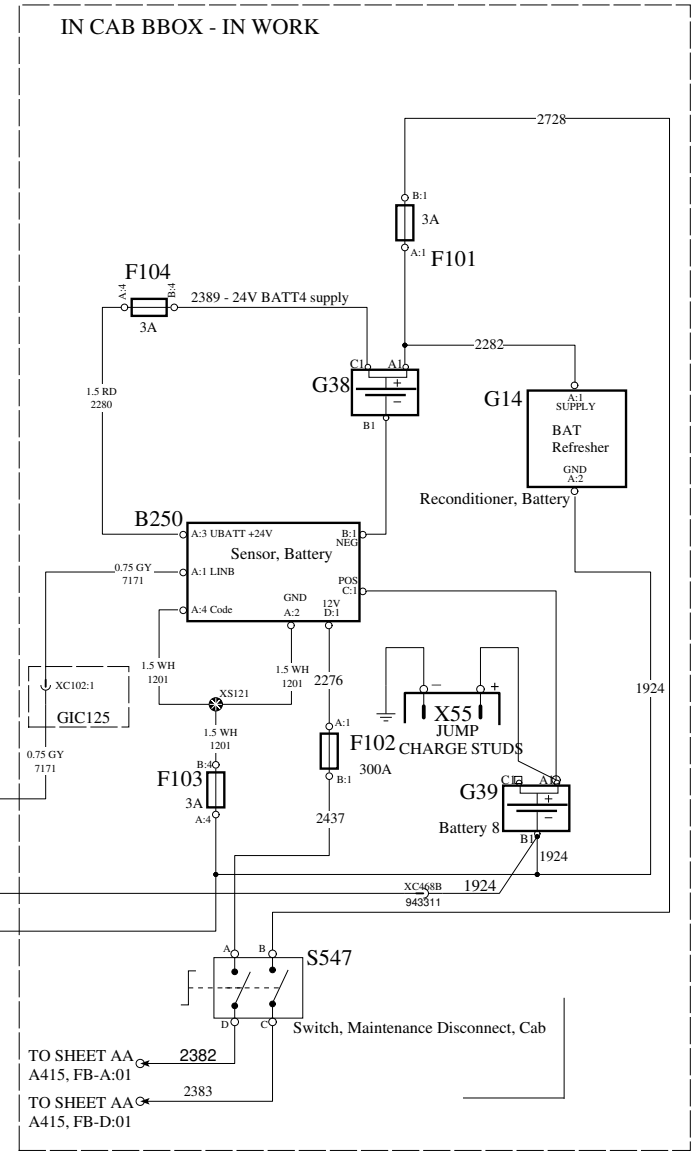 IN CAB BBOX - IN WORK
2728
B:1
3A
A:1
F101
F104
A:4
B:4
2389 - 24V BATT4 supply
3A
2282
C1
A1
G38
+
−
B1
1.5 RD
2280
G14
A:1
SUPPLY
BAT
Refresher
GND
A:2
Reconditioner, Battery
B250
A:3 UBATT +24V
B:1
NEG
Sensor, Battery
0.75 GY
7171
A:1 LINB
POS
C:1
A:4 Code
GND
A:2
12V
D:1
1.5 WH
1201
1.5 WH
1201
2276
1924
XC102:1
GIC125
XS121
−
+
X55
JUMP
CHARGE STUDS
1.5 WH
1201
A:1
F102
300A
B:1
0.75 GY
7171
B:4
F103
3A
A:4
C1
A1
G39
+
−
Battery 8
B1
2437
1924
XC468B
943311
1924
A
B
S547
D
C
Switch, Maintenance Disconnect, Cab
TO SHEET AA
A415, FB-A:01
2382
TO SHEET AA
A415, FB-D:01
2383